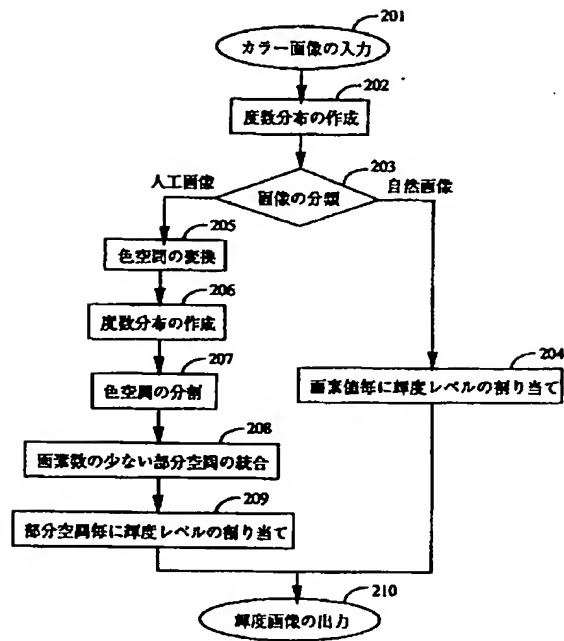 201
カラー画像の入力
202
度数分布の作成
203
画像の分類
人工画像
自然画像
205
色空間の変換
206
度数分布の作成
207
色空間の分割
204
画素値毎に輝度レベルの割り当て
208
画素数の少ない部分空間の統合
209
部分空間毎に輝度レベルの割り当て
210
輝度画像の出力